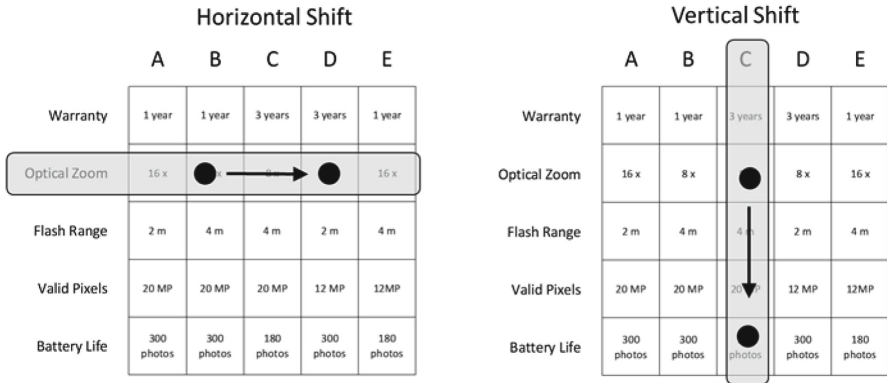 Horizontal Shift
A B C D E
Warranty 1 year 1 year 3 years 3 years 1 year
Optical Zoom 16 x x 16 x
Flash Range 2 m 4 m 4 m 2 m 4 m
Valid Pixels 20 MP 20 MP 20 MP 12 MP 12MP
Battery Life 300 photos 300 photos 180 photos 300 photos 180 photos
Vertical Shift
A B C D E
Warranty 1 year 1 year 3 years 3 years 1 year
Optical Zoom 16 x 8 x 8 x 16 x
Flash Range 2 m 4 m 4 m 2 m 4 m
Valid Pixels 20 MP 20 MP 20 12 MP 12MP
Battery Life 300 photos 300 photos photos 300 photos 180 photos